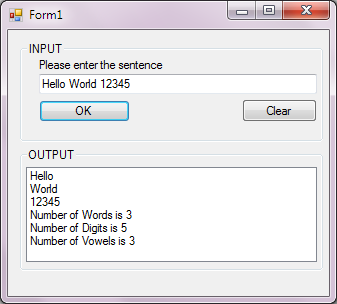 Form1
INPUT
Please enter the sentence
Hello World 12345
OK Clear
OUTPUT
Hello
World
12345
Number of Words is 3
Number of Digits is 5
Number of Vowels is 3